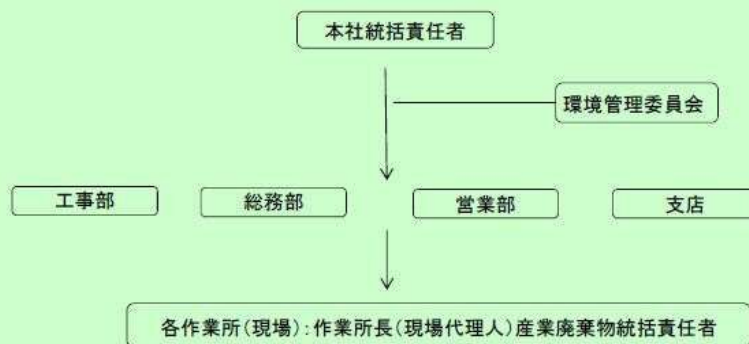 本社統括責任者
環境管理委員会
工事部
総務部
営業部
支店
各作業所(現場):作業所長(現場代理人)産業廃棄物統括責任者